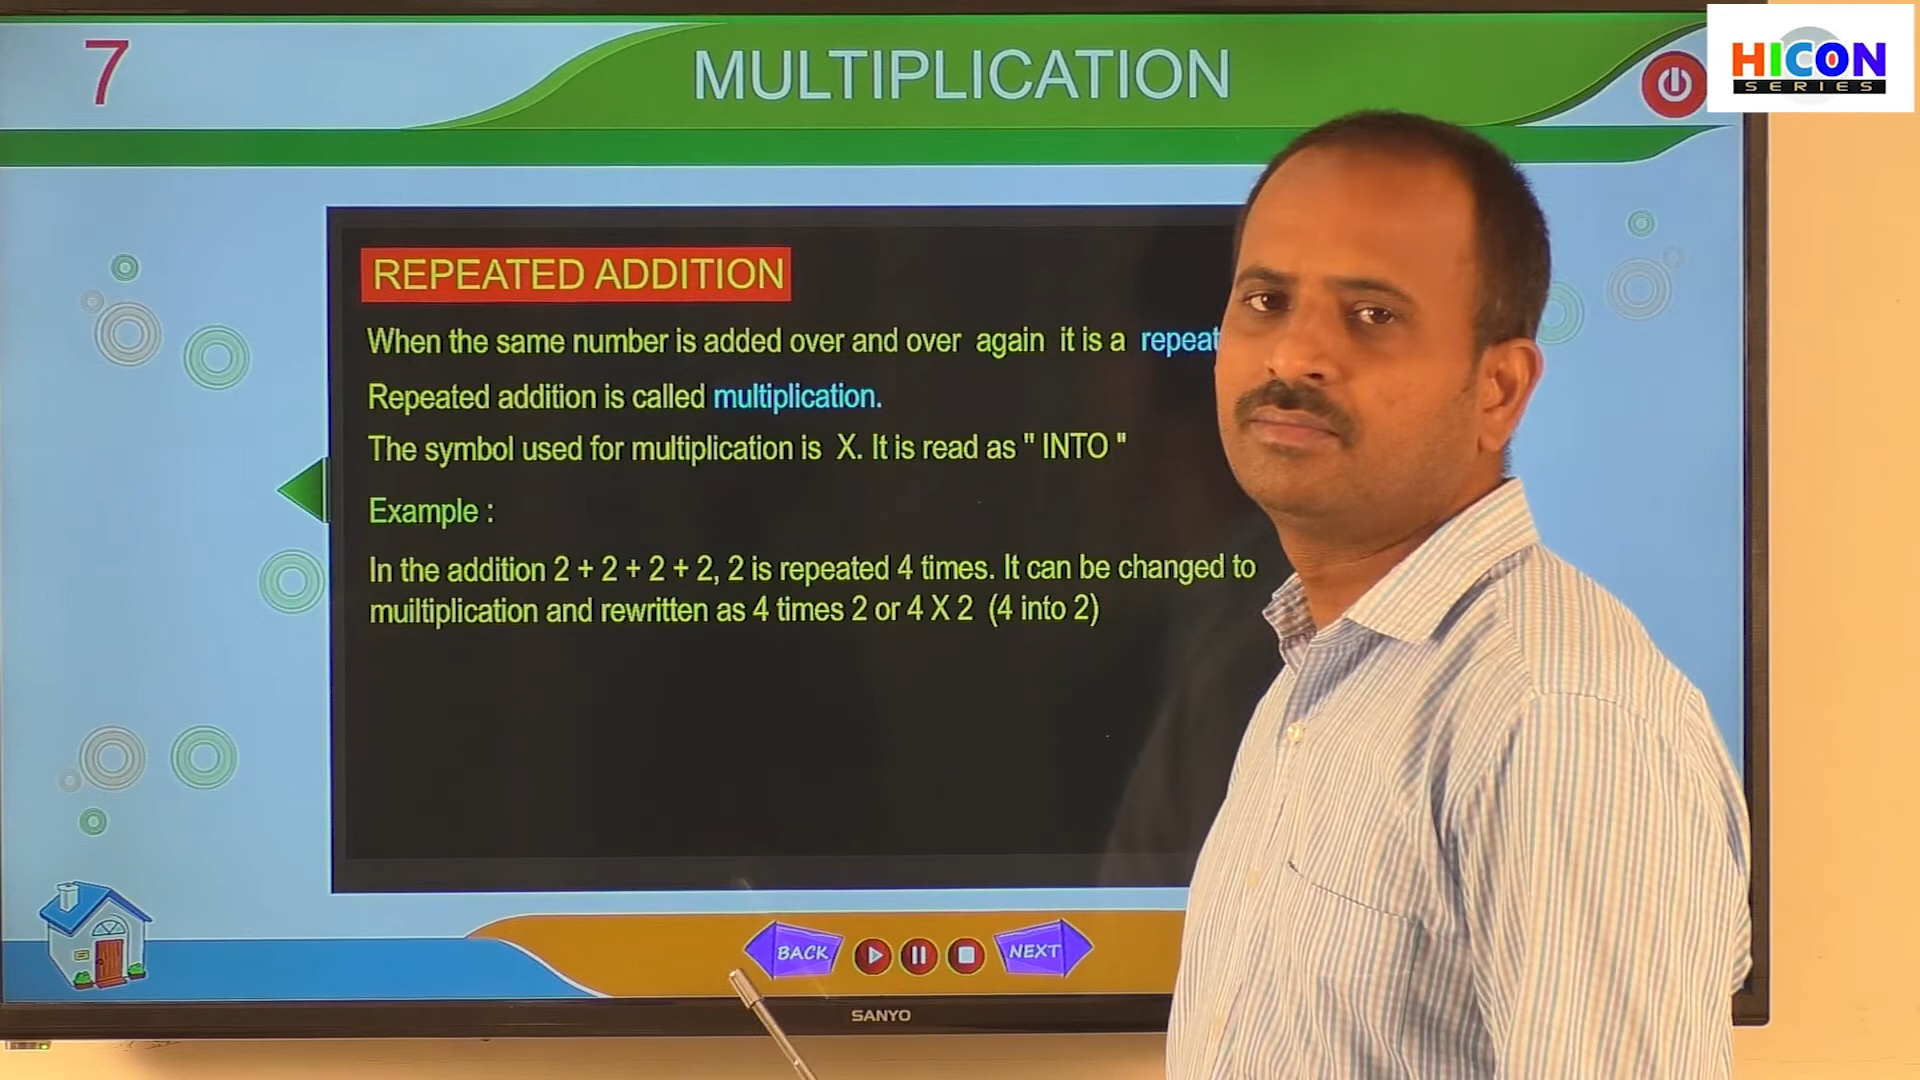 7
MULTIPLICATION
HICON
SERIES
REPEATED ADDITION
When the same number is added over and over again it is a repeat
Repeated addition is called multiplication.
The symbol used for multiplication is X. It is read as " INTO "
Example :
In the addition 2 + 2 + 2 + 2, 2 is repeated 4 times. It can be changed to
muiltiplication and rewritten as 4 times 2 or 4 X 2 (4 into 2)
BACK
NEXT
SANYO